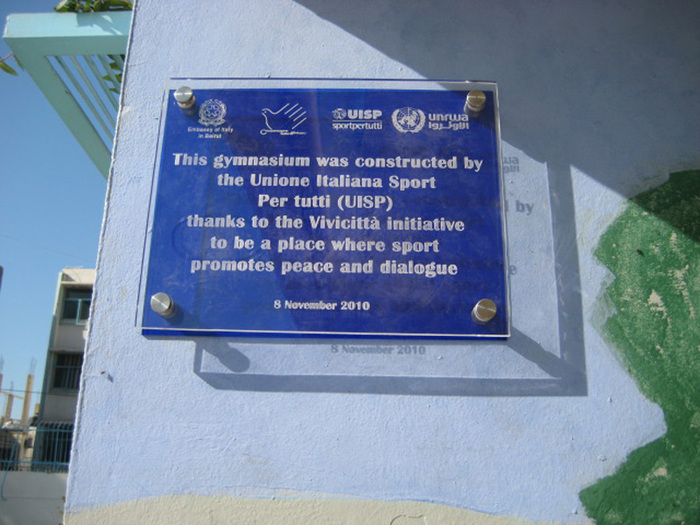 Embassy of Italy
in Beirut
UISP
sportpertutti
unrwa
الأونروا
This gymnasium was constructed by
the Unione Italiana Sport
Per tutti (UISP)
thanks to the Vivicittà initiative
to be a place where sport
promotes peace and dialogue
8 November 2010